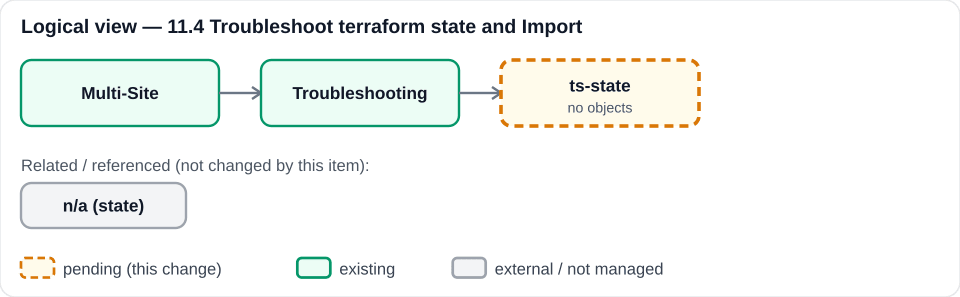 Logical view — 11.4 Troubleshoot terraform state and Import
Multi-Site
Troubleshooting
ts-state
no objects
Related / referenced (not changed by this item):
n/a (state)
pending (this change)
existing
external / not managed